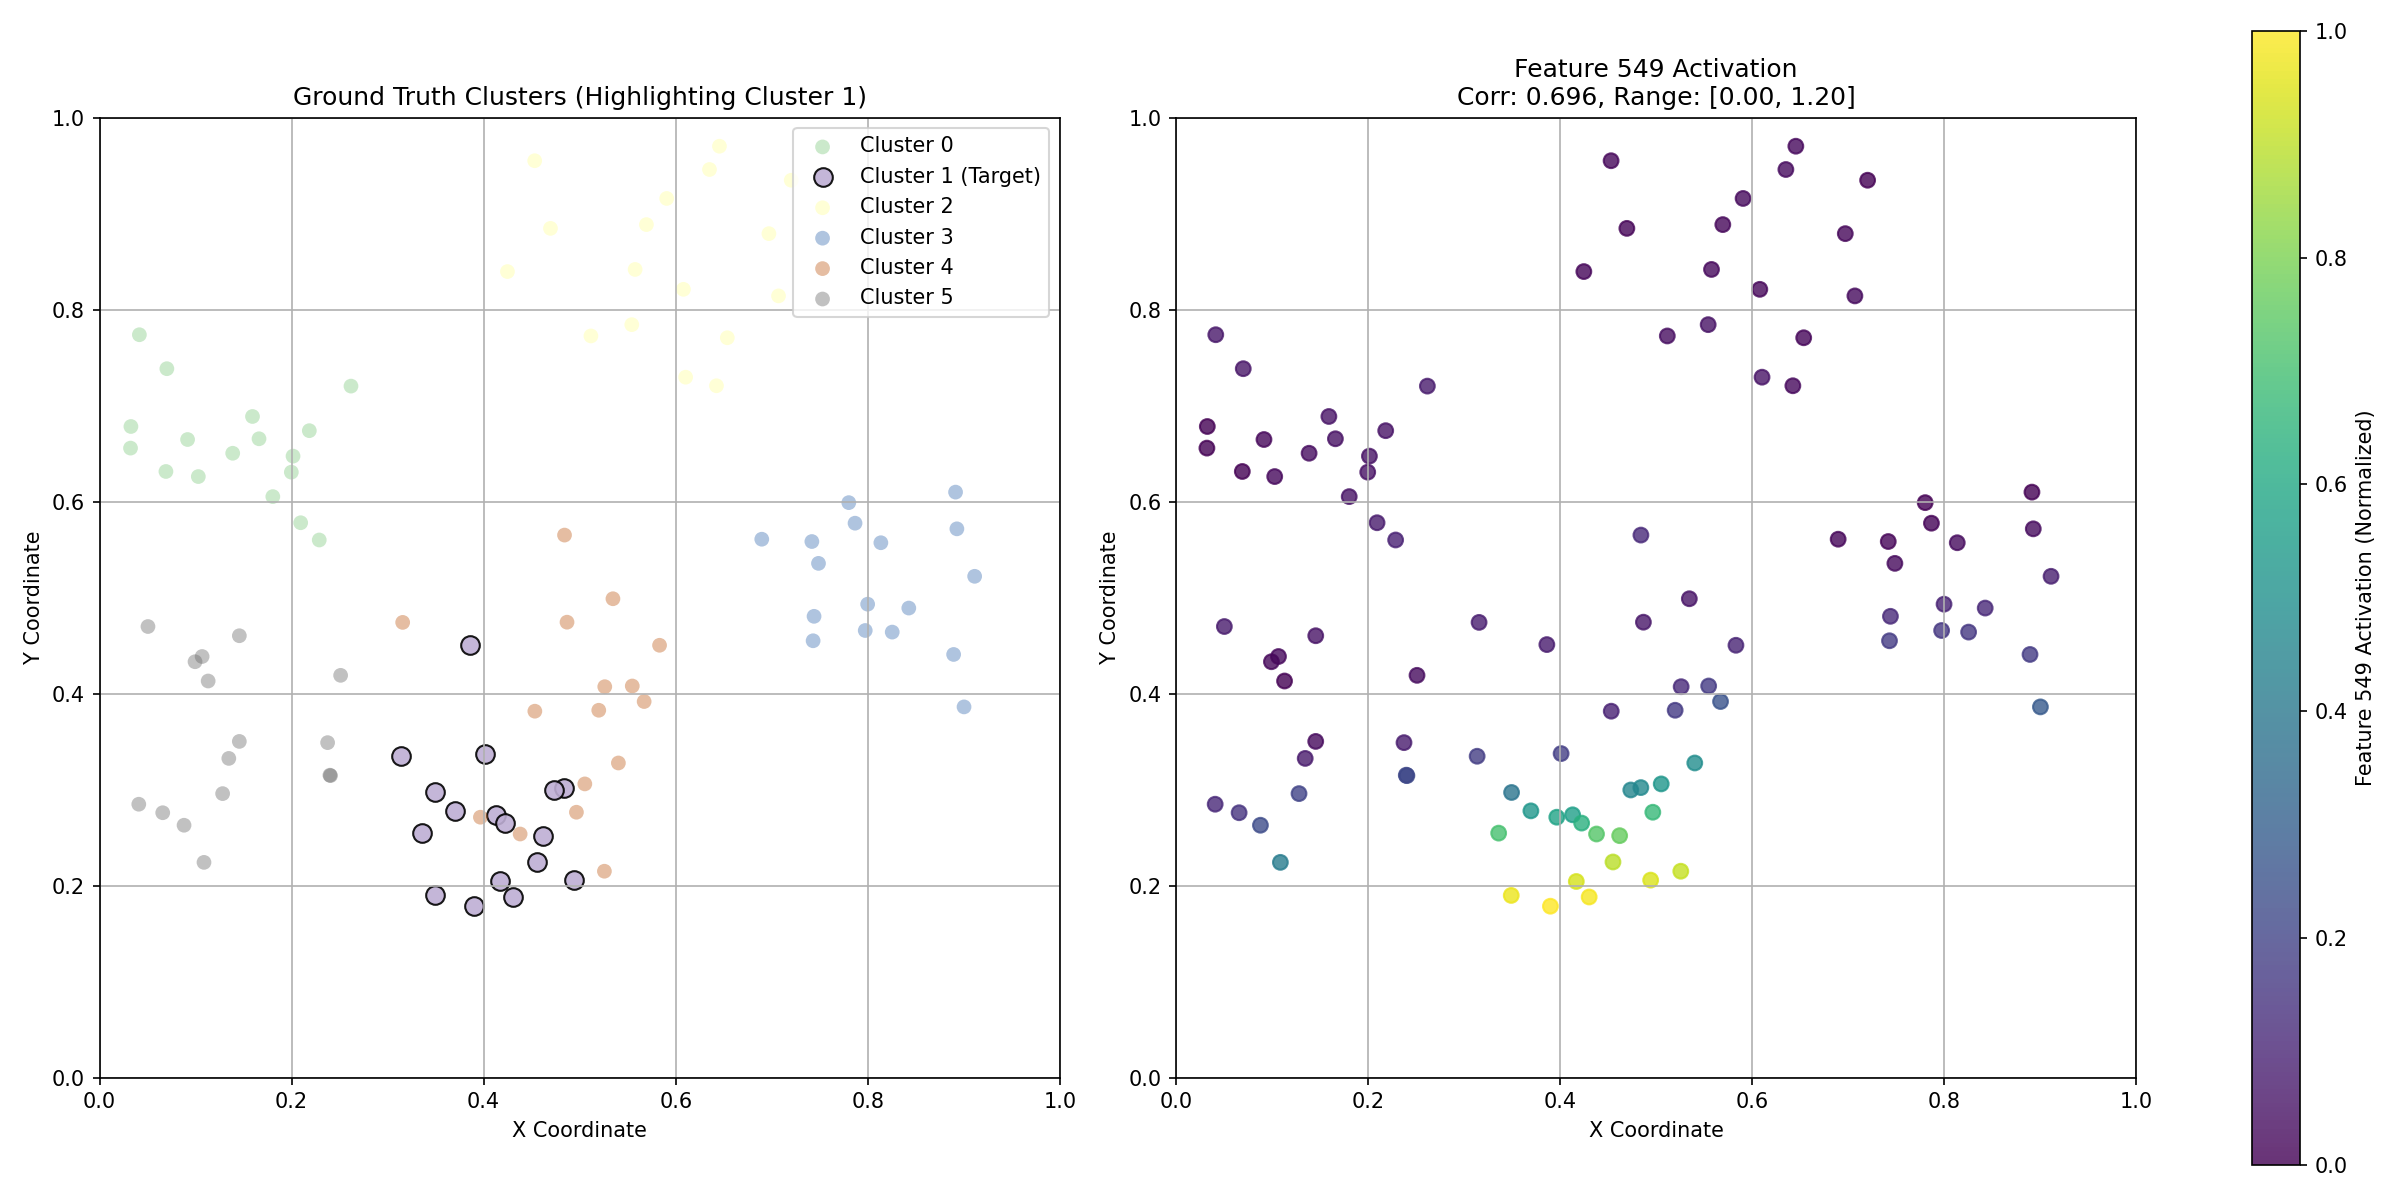 Ground Truth Clusters (Highlighting Cluster 1)
Cluster 0
Cluster 1 (Target)
Cluster 2
Cluster 3
Cluster 4
Cluster 5
1.0
0.8
0.6
0.4
0.2
0.0
Y Coordinate
0.0 0.2 0.4 0.6 0.8 1.0
X Coordinate
Feature 549 Activation
Corr: 0.696, Range: [0.00, 1.20]
1.0
0.8
0.6
0.4
0.2
0.0
Y Coordinate
0.0 0.2 0.4 0.6 0.8 1.0
X Coordinate
1.0
0.8
0.6
0.4
0.2
0.0
Feature 549 Activation (Normalized)